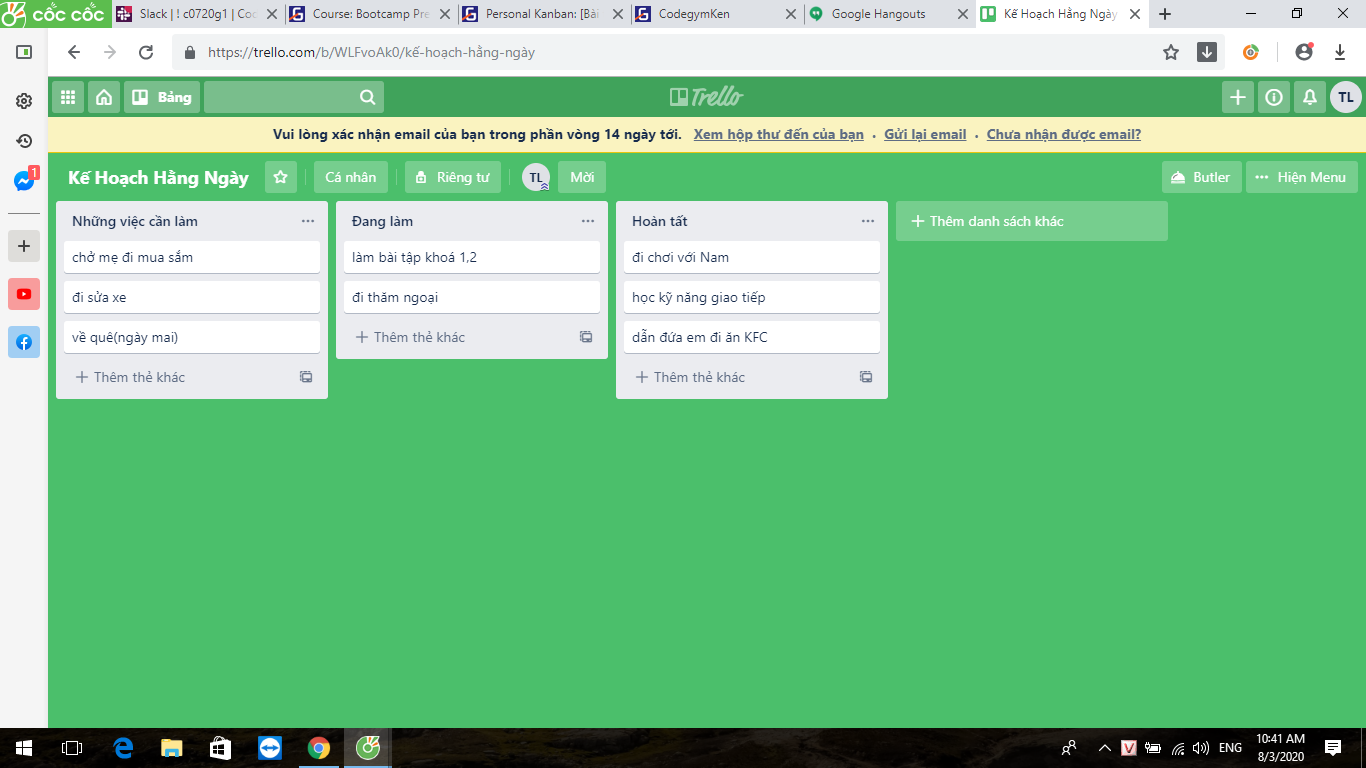 cốc cốc
Slack | ! c0720g1 | Coc
Course: Bootcamp Pre
Personal Kanban: [Bài
CodegymKen
Google Hangouts
Kế Hoạch Hằng Ngày
https://trello.com/b/WLFvoAk0/kế-hoạch-hằng-ngày
Bảng
Trello
TL
Vui lòng xác nhận email của bạn trong phần vòng 14 ngày tới. Xem hộp thư đến của bạn · Gửi lại email · Chưa nhận được email?
1
Kế Hoạch Hằng Ngày
Cá nhân
Riêng tư
TL
Mời
Butler
Hiện Menu
Những việc cần làm
chở mẹ đi mua sắm
đi sửa xe
về quê(ngày mai)
Thêm thẻ khác
Đang làm
làm bài tập khoá 1,2
đi thăm ngoại
Thêm thẻ khác
Hoàn tất
đi chơi với Nam
học kỹ năng giao tiếp
dẫn đứa em đi ăn KFC
Thêm thẻ khác
Thêm danh sách khác
ENG
10:41 AM
8/3/2020